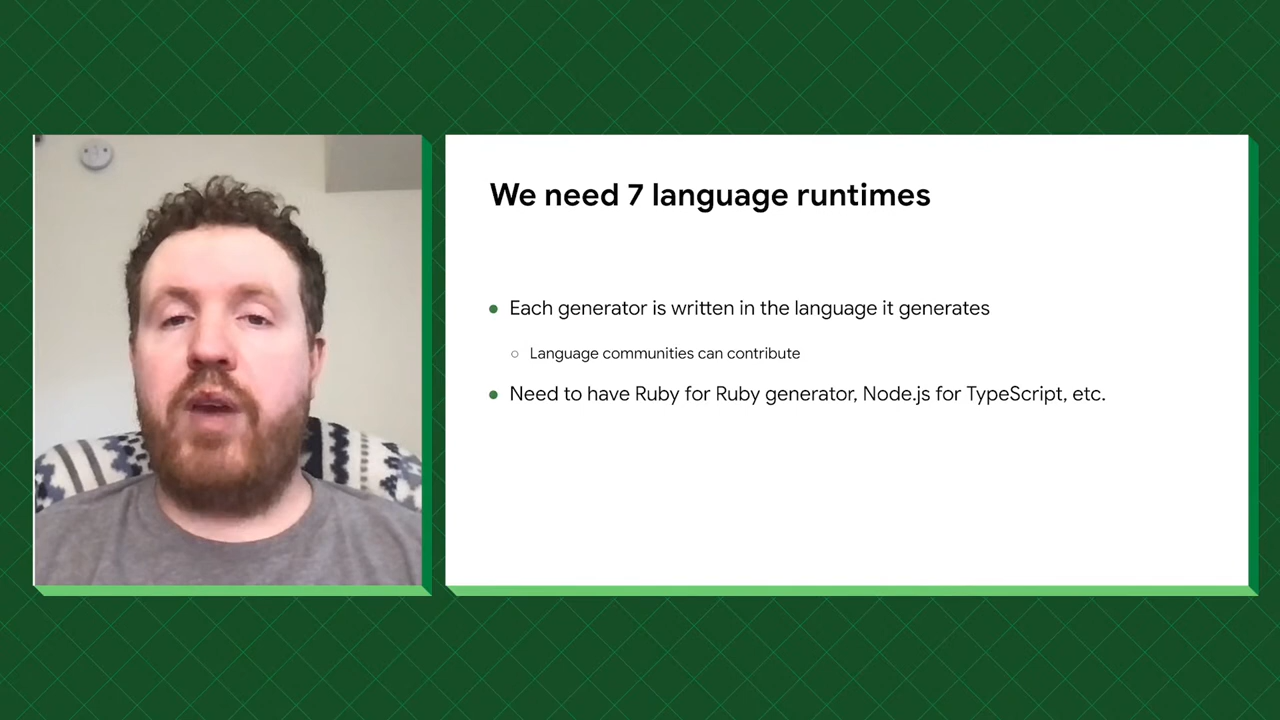 We need 7 language runtimes
Each generator is written in the language it generates
Language communities can contribute
Need to have Ruby for Ruby generator, Node.js for TypeScript, etc.